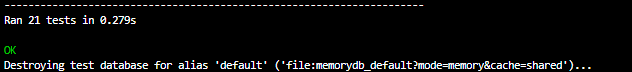 ----------------------------------------------------------------------
Ran 21 tests in 0.279s
OK
Destroying test database for alias 'default' ('file:memorydb_default?mode=memory&cache=shared')...